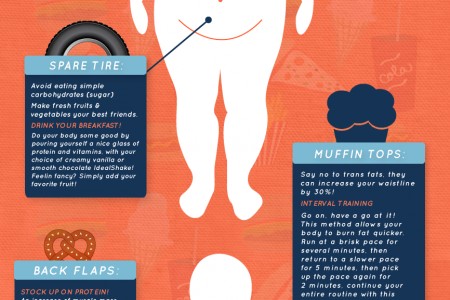 SPARE TIRE:
Avoid eating simple
carbohydrates {sugar}
Make fresh fruits &
vegetables your best friends.
DRINK YOUR BREAKFAST!
Do your body some good by
pouring yourself a nice glass of
protein and vitamins, with your
choice of creamy vanilla or
smooth chocolate IdealShake!
Feelin fancy? Simply add your
favorite fruit!
cola
MUFFIN TOPS:
Say no to trans fats, they
can increase your waistline
by 30%!
INTERVAL TRAINING
Go on, have a go at it!
This method allows your
body to burn fat quicker.
Run at a brisk pace for
several minutes, then
return to a slower pace
for 5 minutes, then pick
up the pace again for
2 minutes, continue your
entire routine with this
BACK FLAPS:
STOCK UP ON PROTEIN!